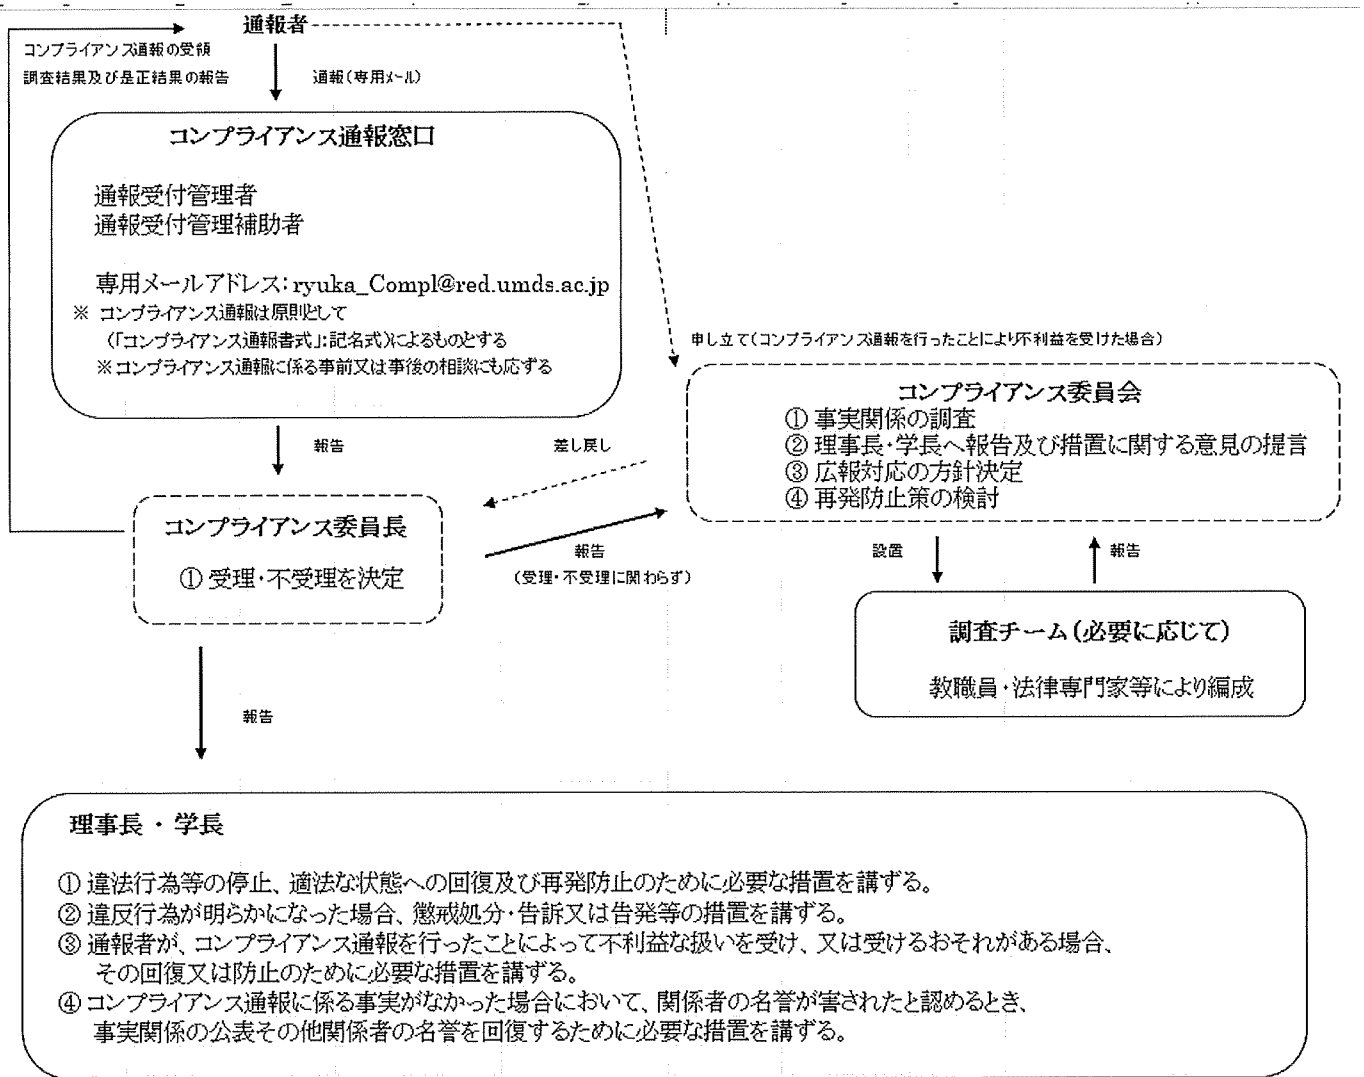 通報者
コンプライアンス通報の受領
調査結果及び是正結果の報告
通報(専用メール)
コンプライアンス通報窓口
通報受付管理者
通報受付管理補助者
専用メールアドレス:ryuka_Compl@red.umds.ac.jp
※ コンプライアンス通報は原則として
(「コンプライアンス通報書式」:記名式)によるものとする
※コンプライアンス通報に係る事前又は事後の相談にも応ずる
申し立て(コンプライアンス通報を行ったことにより不利益を受けた場合)
コンプライアンス委員会
① 事実関係の調査
② 理事長・学長へ報告及び措置に関する意見の提言
③ 広報対応の方針決定
④ 再発防止策の検討
報告
差し戻し
コンプライアンス委員長
① 受理・不受理を決定
報告
(受理・不受理に関わらず)
設置
報告
調査チーム(必要に応じて)
教職員・法律専門家等により編成
報告
理事長 ・ 学長
① 違法行為等の停止、適法な状態への回復及び再発防止のために必要な措置を講ずる。
② 違反行為が明らかになった場合、懲戒処分・告訴又は告発等の措置を講ずる。
③ 通報者が、コンプライアンス通報を行ったことによって不利益な扱いを受け、又は受けるおそれがある場合、
その回復又は防止のために必要な措置を講ずる。
④ コンプライアンス通報に係る事実がなかった場合において、関係者の名誉が害されたと認めるとき、
事実関係の公表その他関係者の名誉を回復するために必要な措置を講ずる。